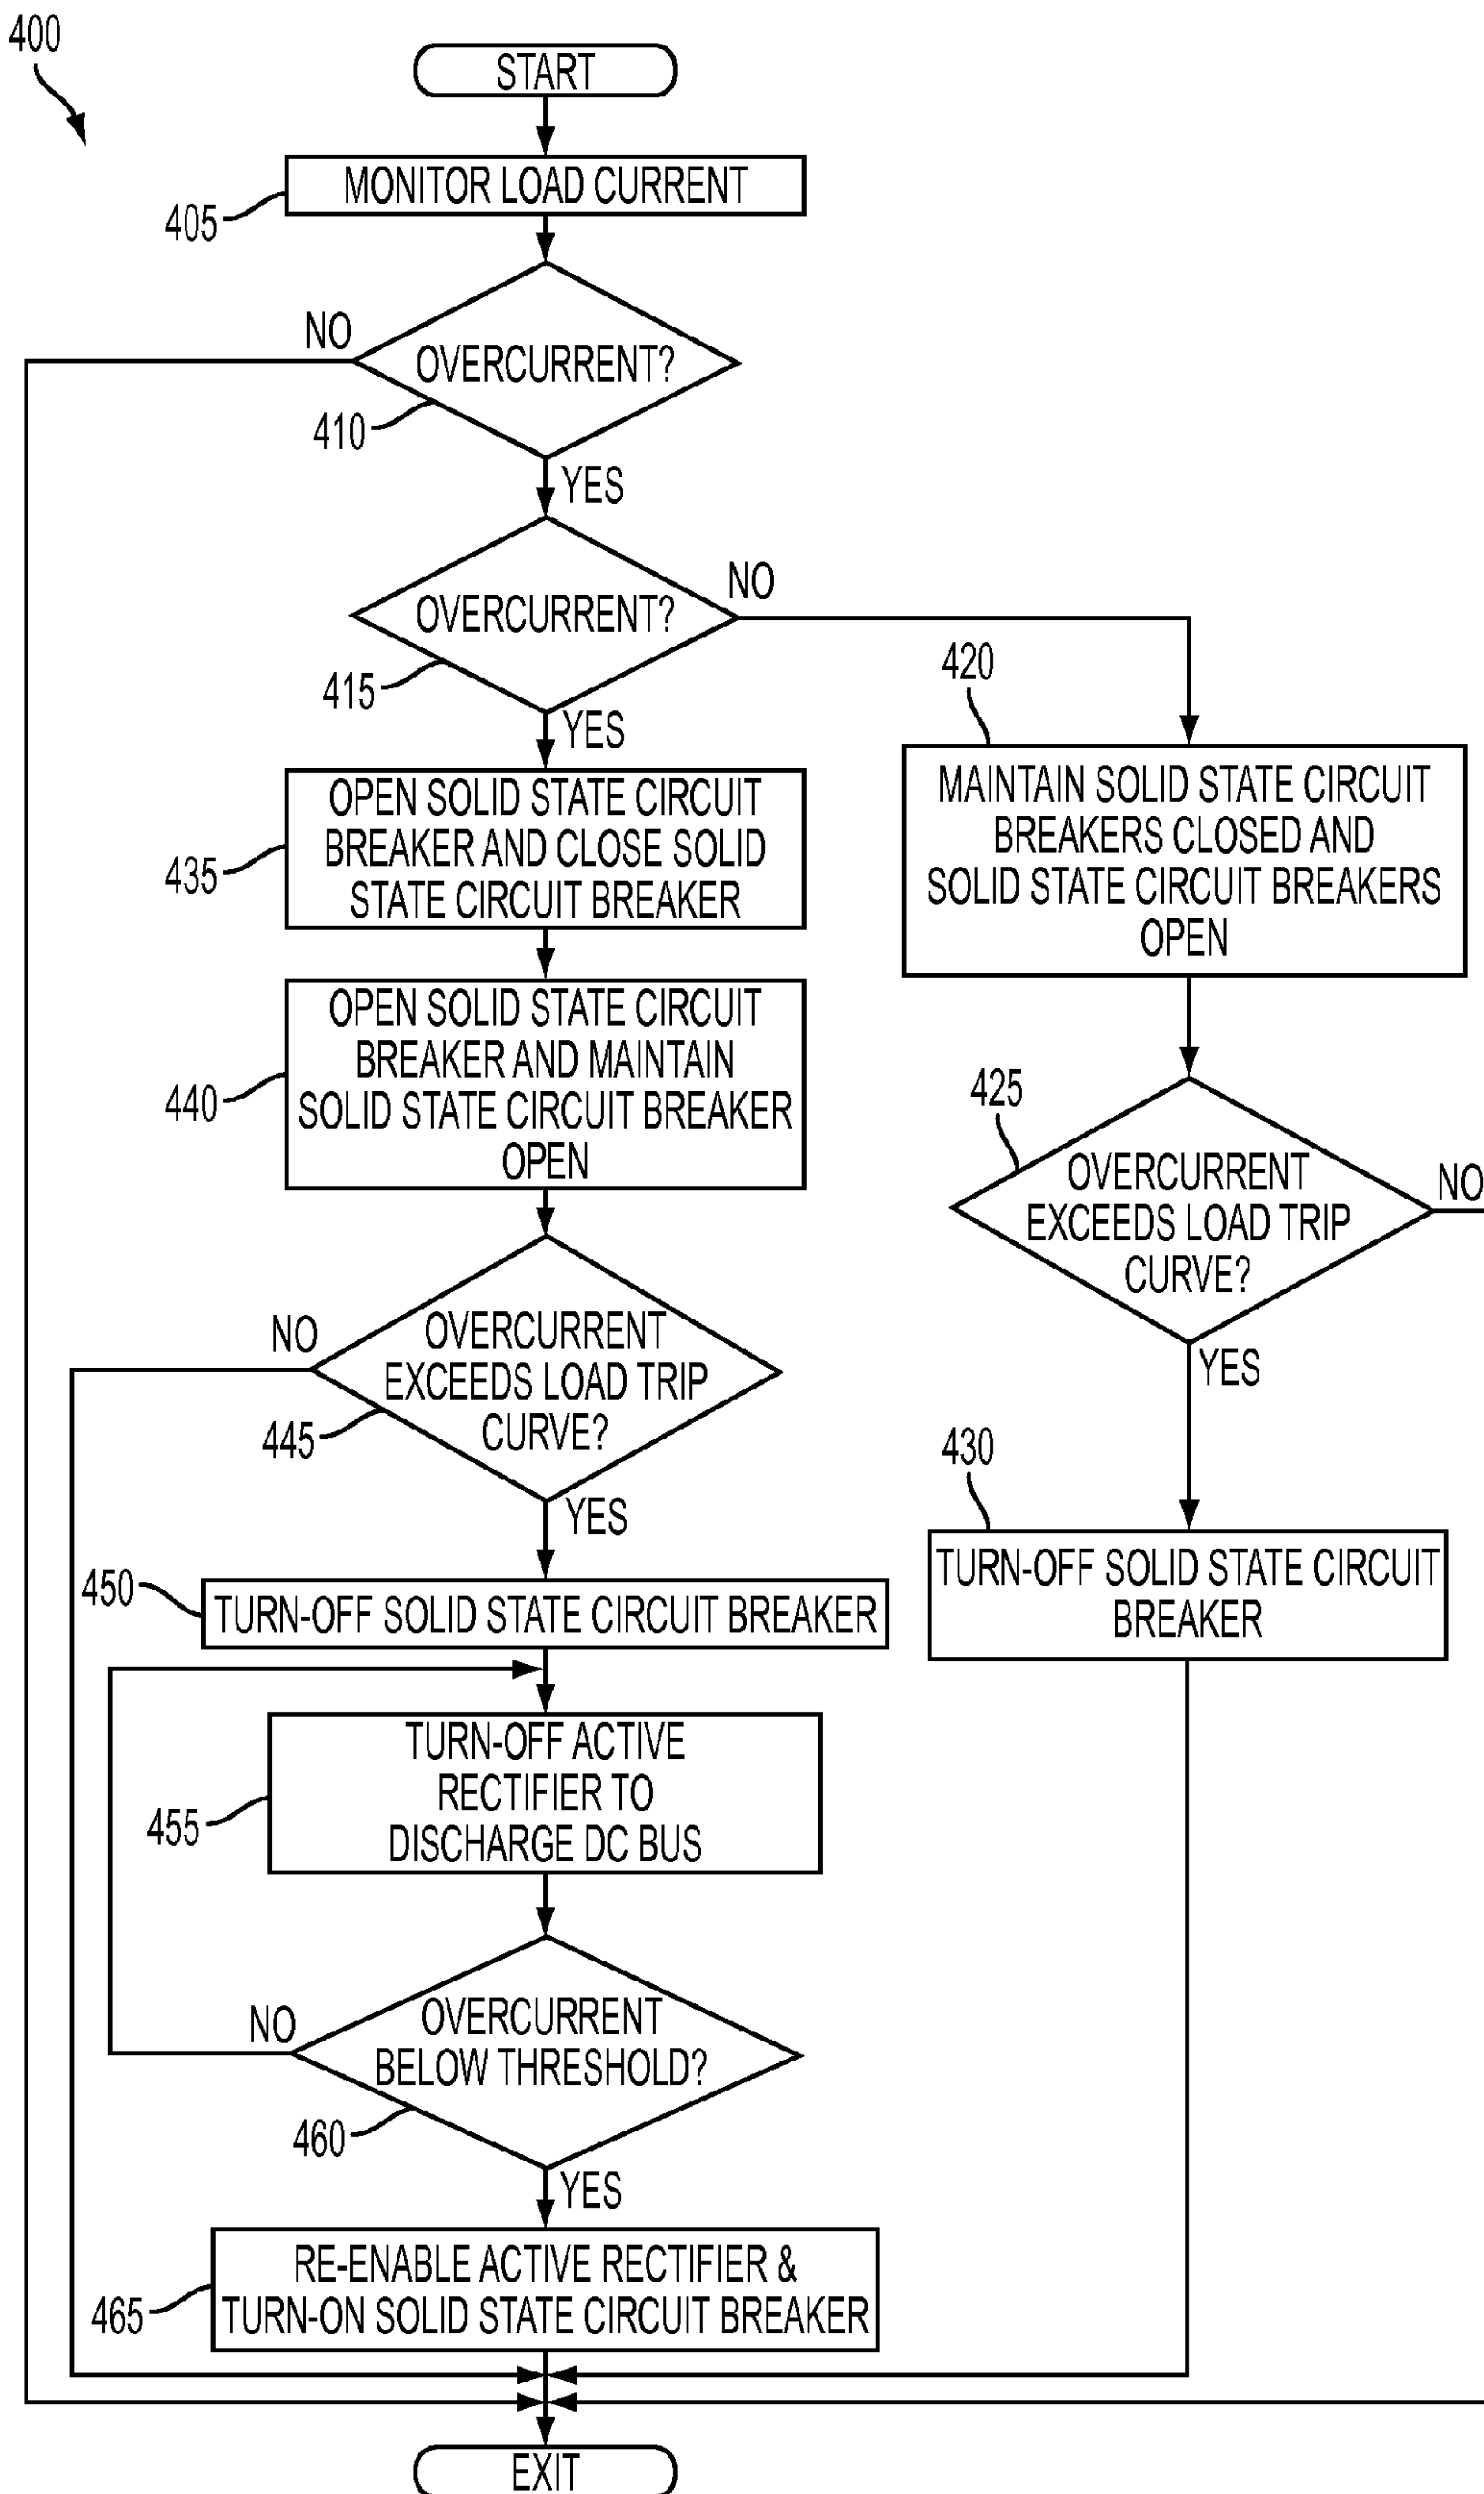 400
START
MONITOR LOAD CURRENT
405
NO
OVERCURRENT?
410
YES
OVERCURRENT?
NO
415
YES
420
OPEN SOLID STATE CIRCUIT
BREAKER AND CLOSE SOLID
STATE CIRCUIT BREAKER
435
MAINTAIN SOLID STATE CIRCUIT
BREAKERS CLOSED AND
SOLID STATE CIRCUIT BREAKERS
OPEN
OPEN SOLID STATE CIRCUIT
BREAKER AND MAINTAIN
SOLID STATE CIRCUIT BREAKER
OPEN
440
425
OVERCURRENT
EXCEEDS LOAD TRIP
CURVE?
NO
YES
NO
OVERCURRENT
EXCEEDS LOAD TRIP
CURVE?
445
YES
430
TURN-OFF SOLID STATE CIRCUIT
BREAKER
450
TURN-OFF SOLID STATE CIRCUIT BREAKER
TURN-OFF ACTIVE
RECTIFIER TO
DISCHARGE DC BUS
455
NO
OVERCURRENT
BELOW THRESHOLD?
460
YES
RE-ENABLE ACTIVE RECTIFIER &
TURN-ON SOLID STATE CIRCUIT BREAKER
465
EXIT